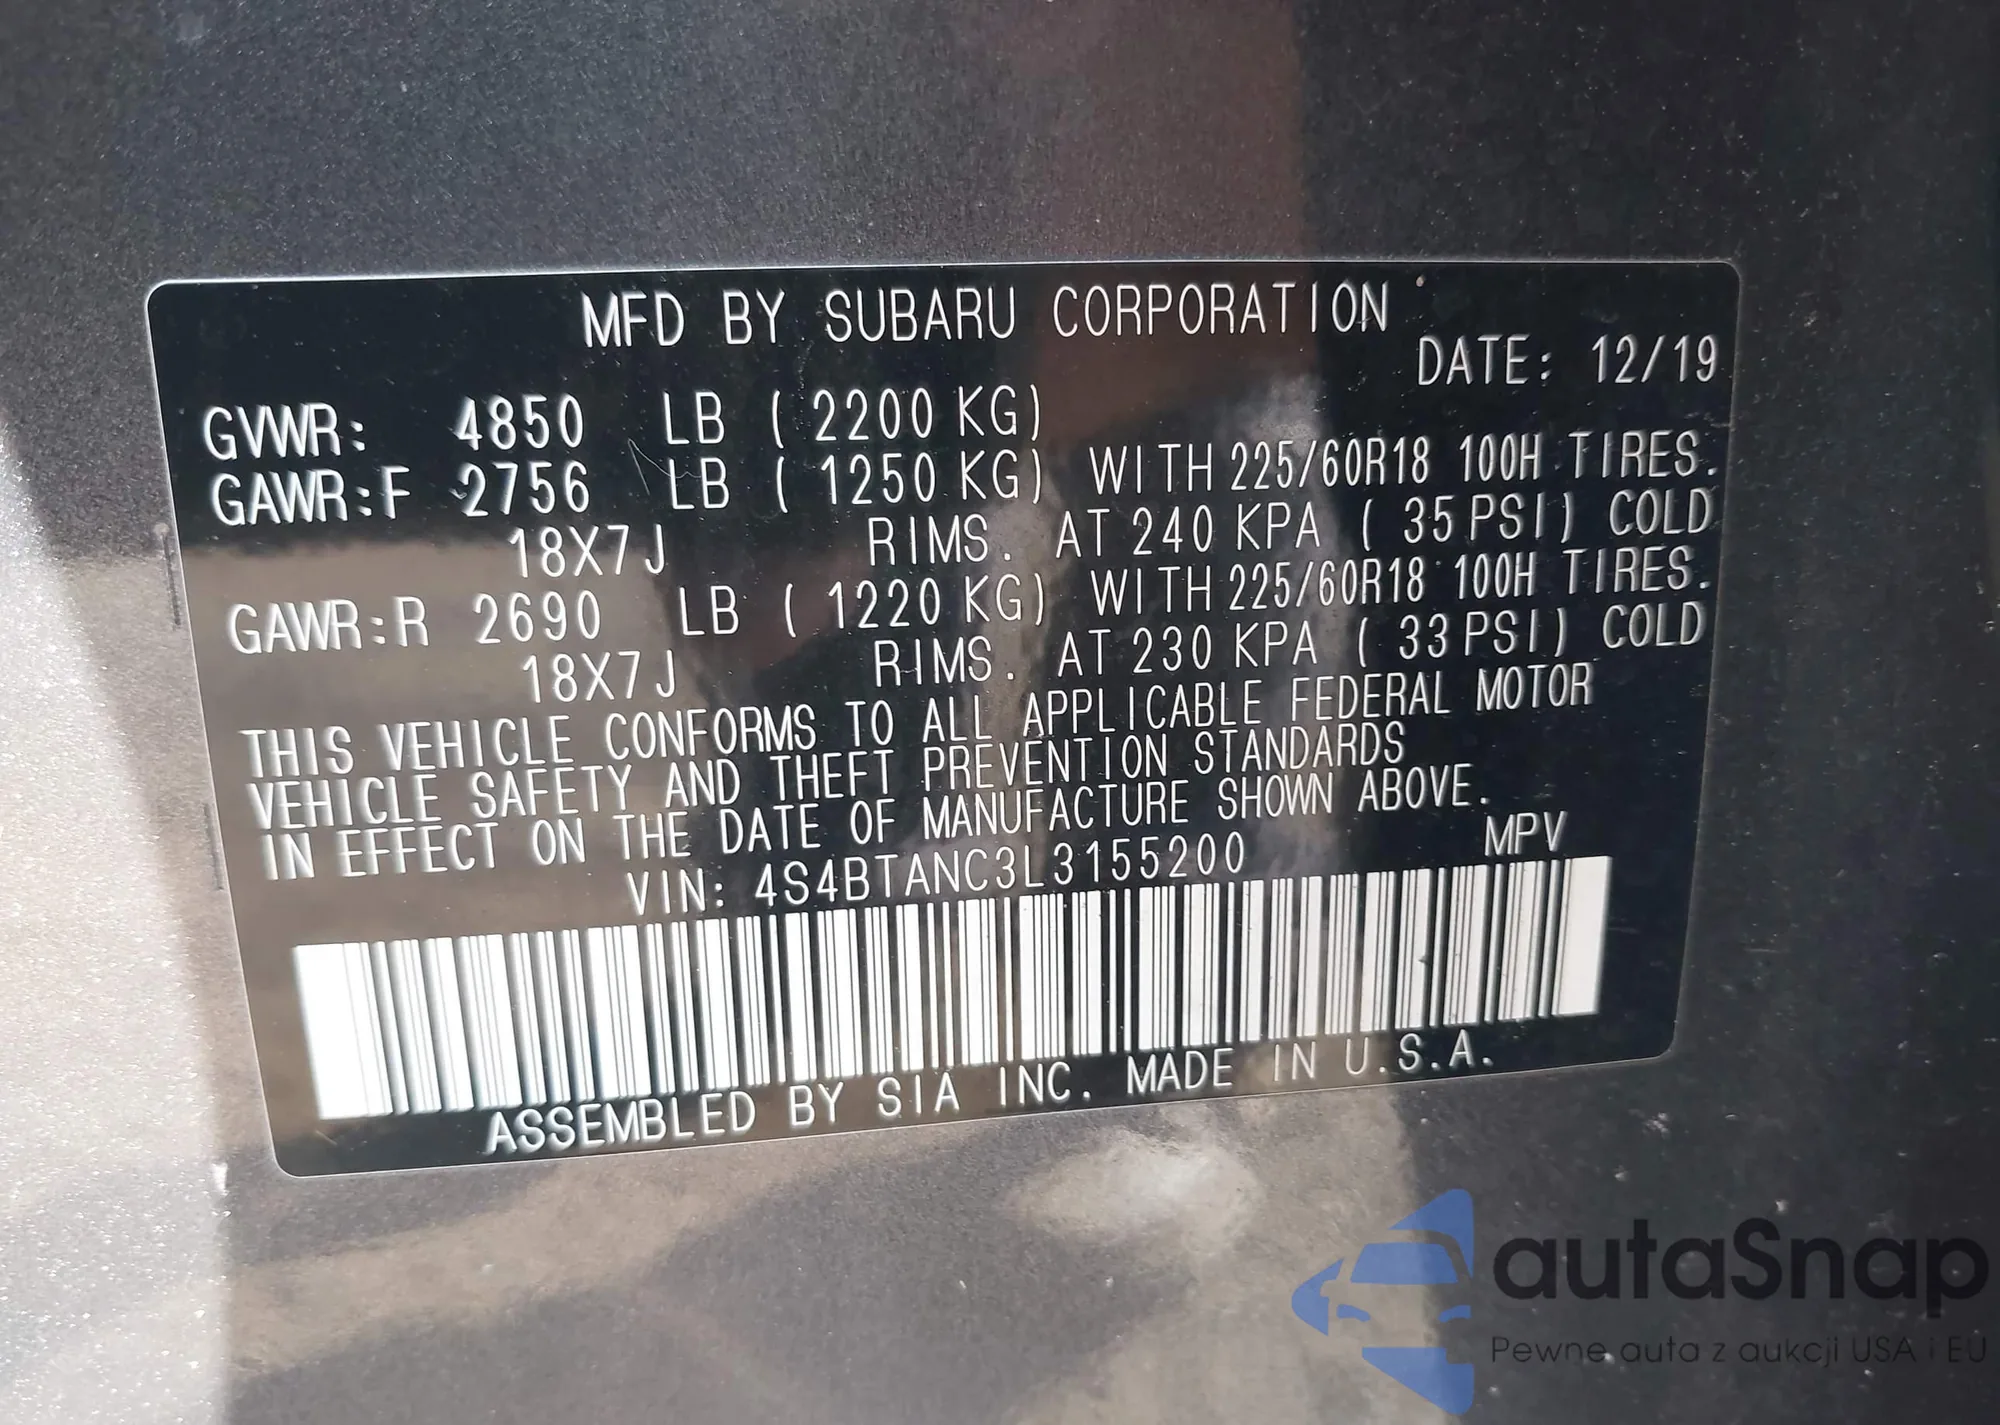 MFD BY SUBARU CORPORATION
DATE: 12/19
GVWR: 4850 LB ( 2200 KG)
GAWR:F 2756 LB ( 1250 KG) WITH 225/60R18 100H TIRES.
18X7J RIMS. AT 240 KPA ( 35 PSI) COLD
GAWR:R 2690 LB ( 1220 KG) WITH 225/60R18 100H TIRES.
18X7J RIMS. AT 230 KPA ( 33 PSI) COLD
THIS VEHICLE CONFORMS TO ALL APPLICABLE FEDERAL MOTOR
VEHICLE SAFETY AND THEFT PREVENTION STANDARDS
IN EFFECT ON THE DATE OF MANUFACTURE SHOWN ABOVE.
VIN: 4S4BTANC3L3155200 MPV
ASSEMBLED BY SIA INC. MADE IN U.S.A.
autaSnap
Pewne auta z aukcji USA i EU